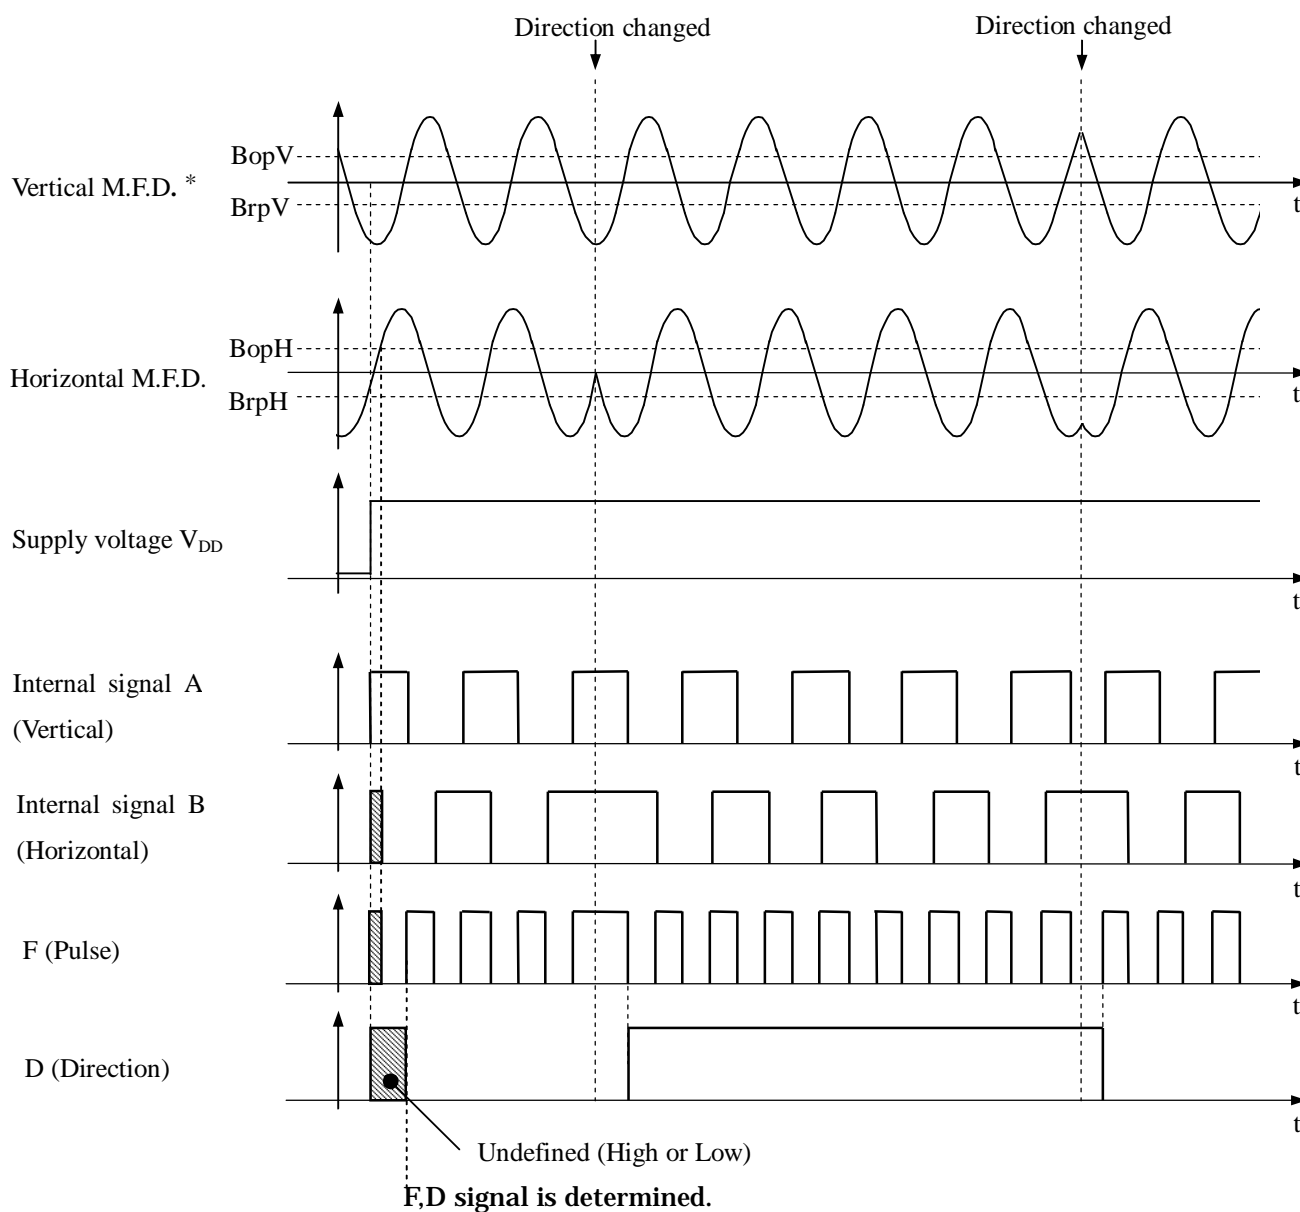 Direction changed
Direction changed
BopV
Vertical M.F.D. *
BrpV
t
BopH
Horizontal M.F.D.
BrpH
t
Supply voltage VDD
t
Internal signal A
(Vertical)
t
Internal signal B
(Horizontal)
t
F (Pulse)
t
D (Direction)
t
Undefined (High or Low)
F,D signal is determined.